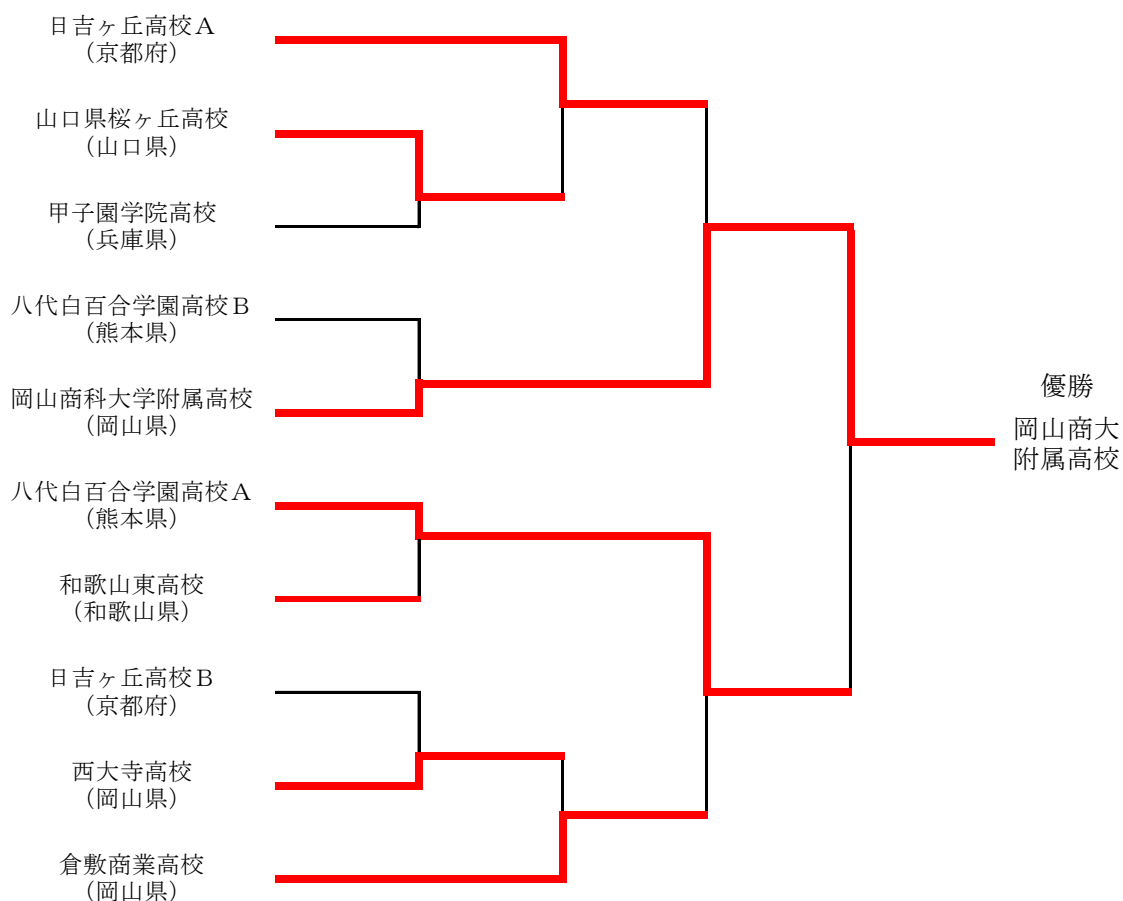 日吉ヶ丘高校A
（京都府）
山口県桜ヶ丘高校
（山口県）
甲子園学院高校
（兵庫県）
八代白百合学園高校B
（熊本県）
岡山商科大学附属高校
（岡山県）
八代白百合学園高校A
（熊本県）
和歌山東高校
（和歌山県）
日吉ヶ丘高校B
（京都府）
西大寺高校
（岡山県）
倉敷商業高校
（岡山県）
優勝
岡山商大
附属高校